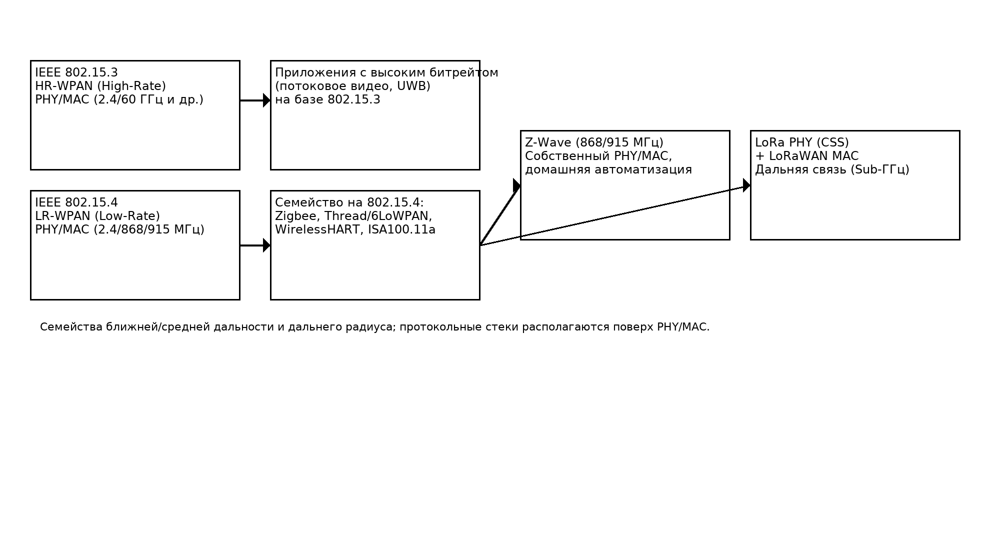 IEEE 802.15.3
HR-WPAN (High-Rate)
PHY/MAC (2.4/60 ГГц и др.)
Приложения с высоким битрейтом
(потоковое видео, UWB)
на базе 802.15.3
Z-Wave (868/915 МГц)
Собственный PHY/MAC,
домашняя автоматизация
LoRa PHY (CSS)
+ LoRaWAN MAC
Дальняя связь (Sub-ГГц)
IEEE 802.15.4
LR-WPAN (Low-Rate)
PHY/MAC (2.4/868/915 МГц)
Семейство на 802.15.4:
Zigbee, Thread/6LoWPAN,
WirelessHART, ISA100.11a
Семейства ближней/средней дальности и дальнего радиуса; протокольные стеки располагаются поверх PHY/MAC.